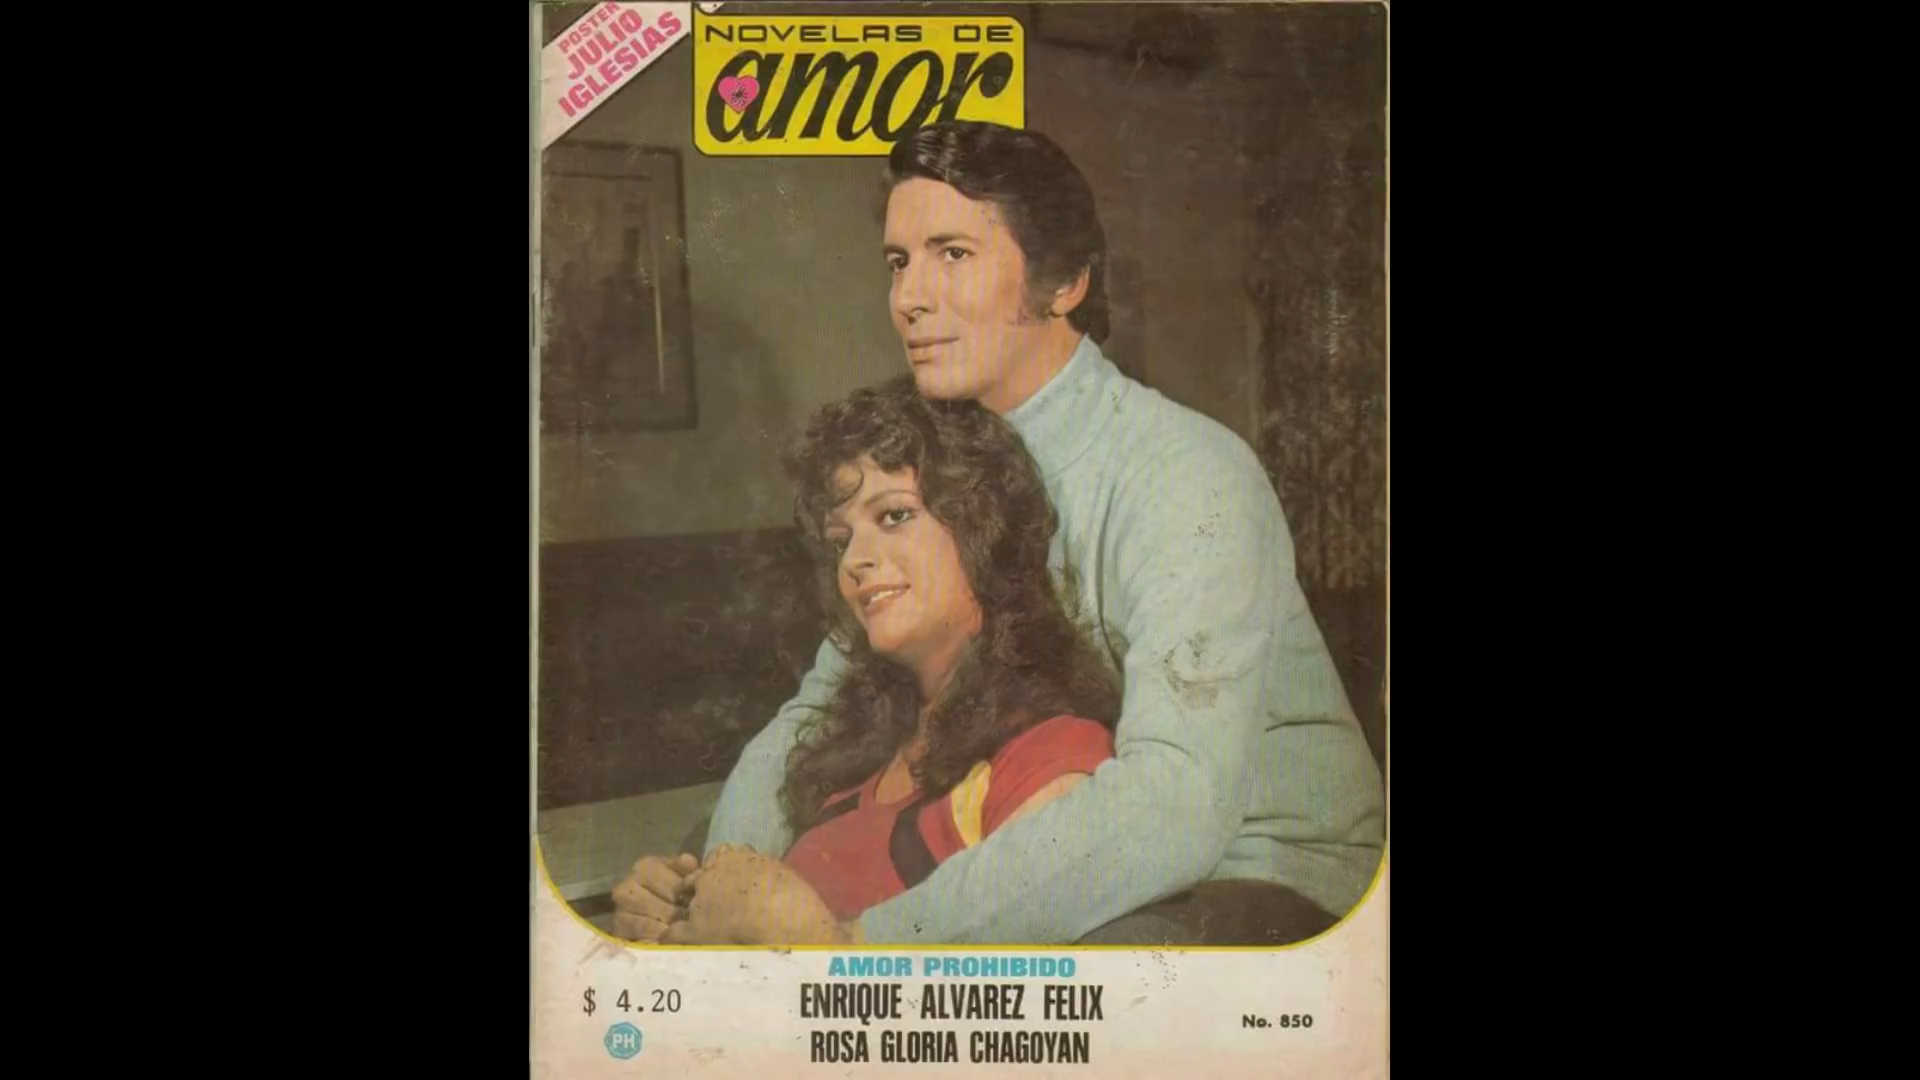 POSTER
JULIO
IGLESIAS
NOVELAS DE
amor
AMOR PROHIBIDO
ENRIQUE ALVAREZ FELIX
ROSA GLORIA CHAGOYAN
$ 4.20
PH
No. 850